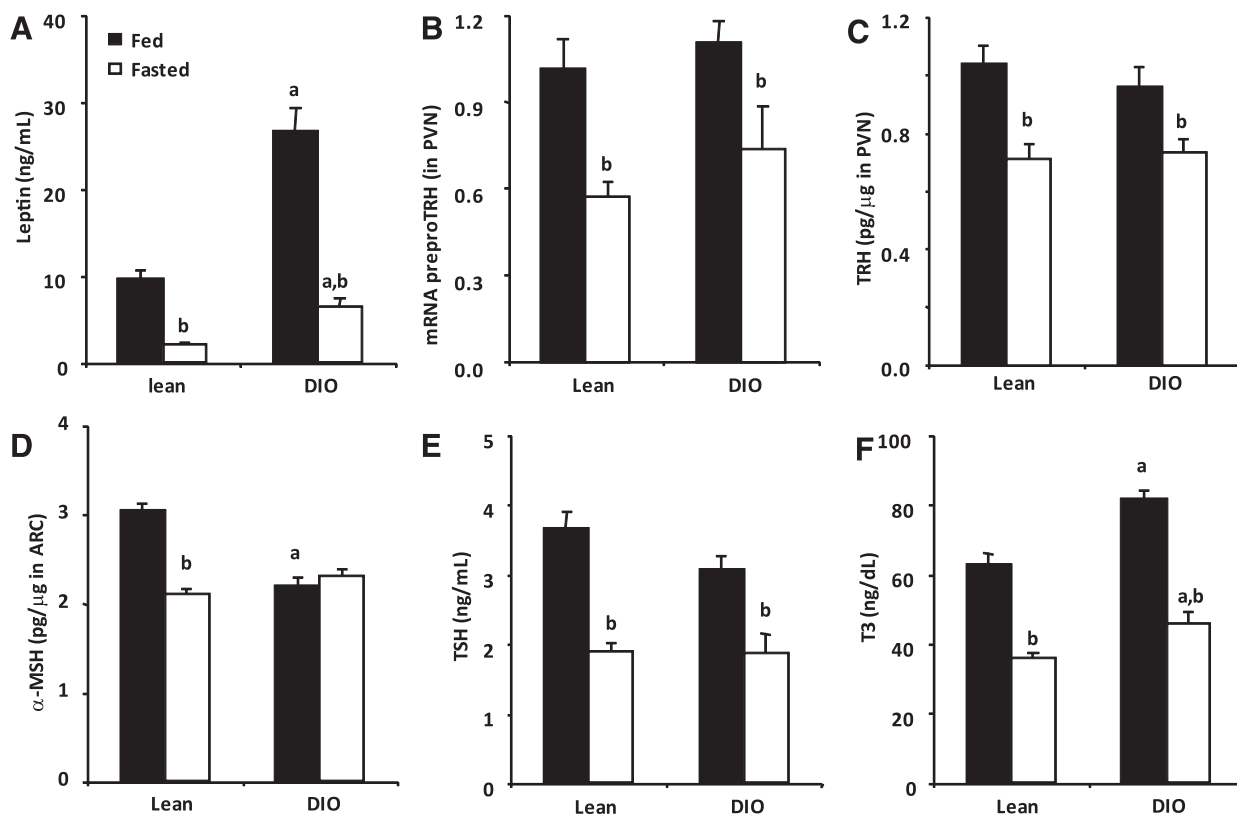 A
Leptin (ng/mL)
40
30
20
10
0
Fed
Fasted
b
a
a,b
lean
DIO
B
mRNA preproTRH (in PVN)
1.2
0.9
0.6
0.3
0.0
b
b
Lean
DIO
C
TRH (pg/μg in PVN)
1.2
0.8
0.4
0.0
b
b
Lean
DIO
D
α-MSH (pg/μg in ARC)
4
3
2
1
0
b
a
Lean
DIO
E
TSH (ng/mL)
5
4
3
2
1
0
b
b
Lean
DIO
F
T3 (ng/dL)
100
80
60
40
20
0
b
a
a,b
Lean
DIO